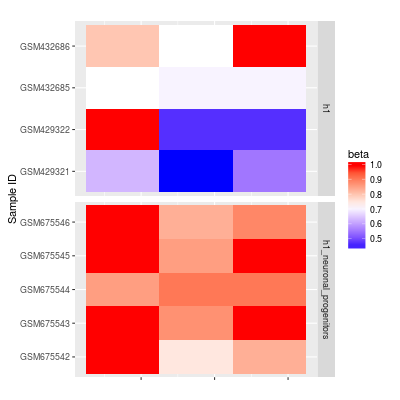 Sample ID
GSM432686
GSM432685
GSM429322
GSM429321
h1
GSM675546
GSM675545
GSM675544
GSM675543
GSM675542
h1_neuronal_progenitors
beta
1.0
0.9
0.8
0.7
0.6
0.5